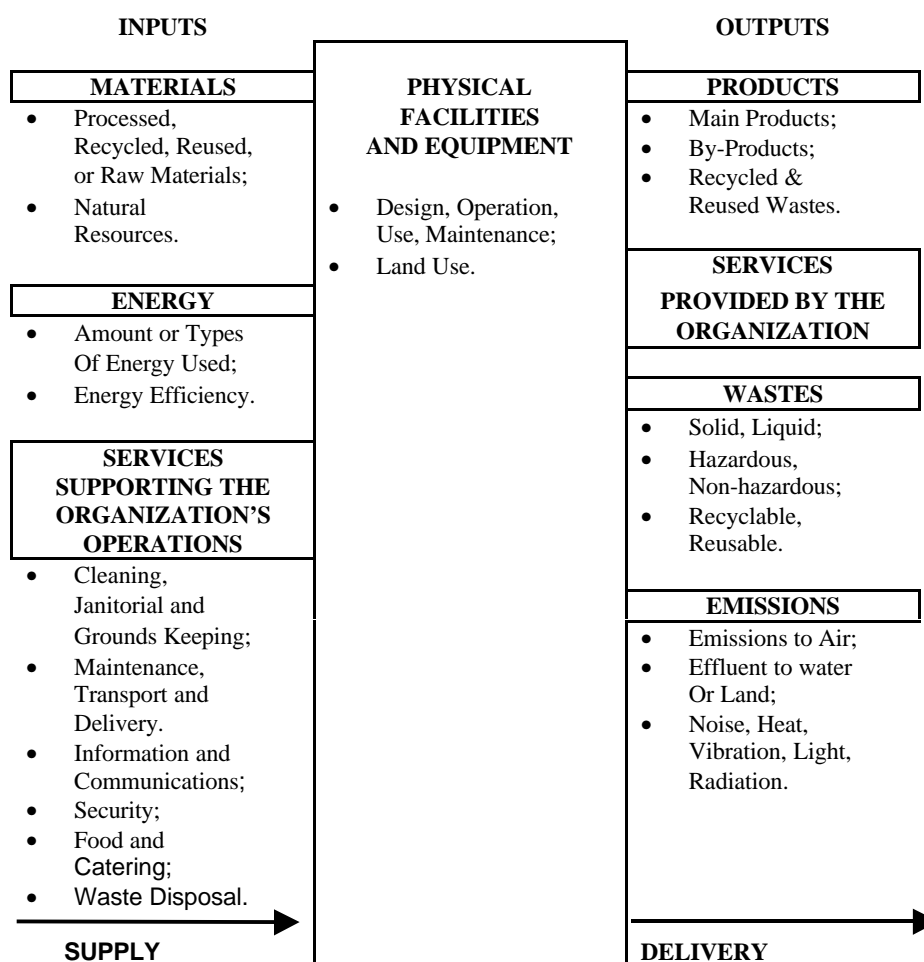 INPUTS
MATERIALS
• Processed,
Recycled, Reused,
or Raw Materials;
• Natural
Resources.
ENERGY
• Amount or Types
Of Energy Used;
• Energy Efficiency.
SERVICES
SUPPORTING THE
ORGANIZATION’S
OPERATIONS
• Cleaning,
Janitorial and
Grounds Keeping;
• Maintenance,
Transport and
Delivery.
• Information and
Communications;
• Security;
• Food and
Catering;
• Waste Disposal.
SUPPLY
PHYSICAL
FACILITIES
AND EQUIPMENT
• Design, Operation,
Use, Maintenance;
• Land Use.
OUTPUTS
PRODUCTS
• Main Products;
• By-Products;
• Recycled &
Reused Wastes.
SERVICES
PROVIDED BY THE
ORGANIZATION
WASTES
• Solid, Liquid;
• Hazardous,
Non-hazardous;
• Recyclable,
Reusable.
EMISSIONS
• Emissions to Air;
• Effluent to water
Or Land;
• Noise, Heat,
Vibration, Light,
Radiation.
DELIVERY